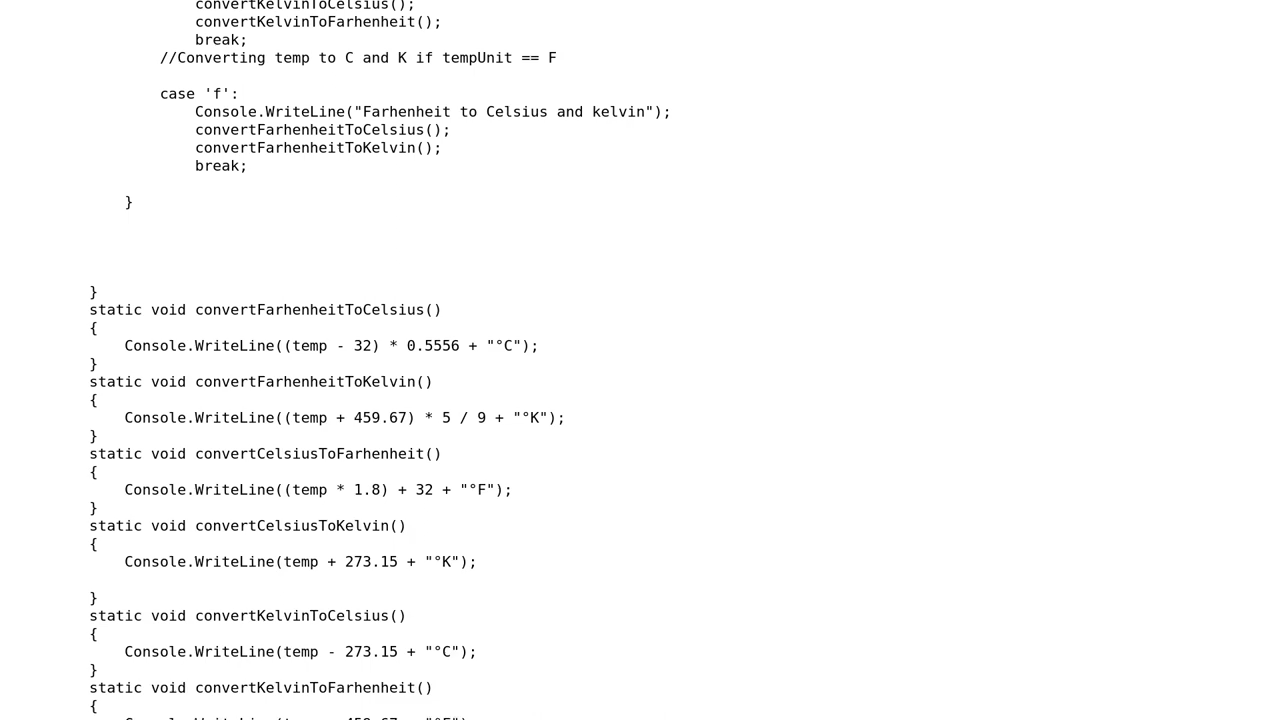 convertKelvinToCelsius();
convertKelvinToFarhenheit();
break;
//Converting temp to C and K if tempUnit == F
case 'f':
Console.WriteLine("Farhenheit to Celsius and kelvin");
convertFarhenheitToCelsius();
convertFarhenheitToKelvin();
break;
}
}
static void convertFarhenheitToCelsius()
{
Console.WriteLine((temp - 32) * 0.5556 + "°C");
}
static void convertFarhenheitToKelvin()
{
Console.WriteLine((temp + 459.67) * 5 / 9 + "°K");
}
static void convertCelsiusToFarhenheit()
{
Console.WriteLine((temp * 1.8) + 32 + "°F");
}
static void convertCelsiusToKelvin()
{
Console.WriteLine(temp + 273.15 + "°K");
}
static void convertKelvinToCelsius()
{
Console.WriteLine(temp - 273.15 + "°C");
}
static void convertKelvinToFarhenheit()
{